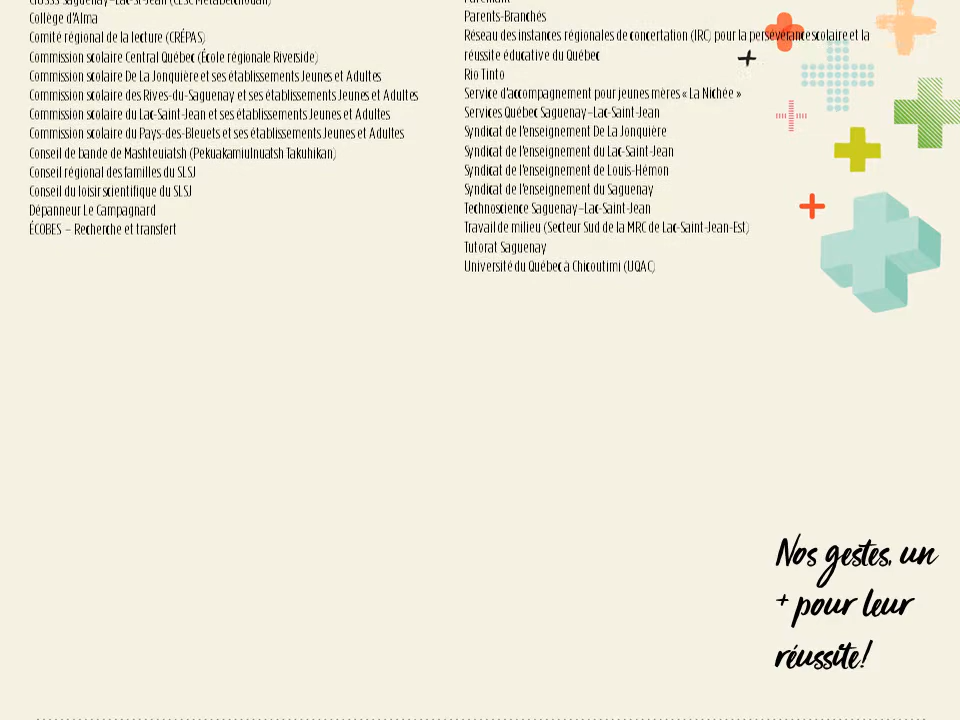 Collège d'Alma
Comité régional de la lecture (CRÉPAS)
Commission scolaire Central Québec (École régionale Riverside)
Commission scolaire De La Jonquière et ses établissements Jeunes et Adultes
Commission scolaire des Rives-du-Saguenay et ses établissements Jeunes et Adultes
Commission scolaire du Lac-Saint-Jean et ses établissements Jeunes et Adultes
Commission scolaire du Pays-des-Bleuets et ses établissements Jeunes et Adultes
Conseil de bande de Mashteuiatsh (Pekuakamiulnuatsh Takuhikan)
Conseil régional des familles du SLSJ
Conseil du loisir scientifique du SLSJ
Dépanneur Le Campagnard
ÉCOBES – Recherche et transfert
Parents-Branchés
Réseau des instances régionales de concertation (IRC) pour la persévérance scolaire et la
réussite éducative du Québec
Rio Tinto
Service d'accompagnement pour jeunes mères « La Nichée »
Services Québec Saguenay–Lac-Saint-Jean
Syndicat de l'enseignement De La Jonquière
Syndicat de l'enseignement du Lac-Saint-Jean
Syndicat de l'enseignement de Louis-Hémon
Syndicat de l'enseignement du Saguenay
Technoscience Saguenay–Lac-Saint-Jean
Travail de milieu (Secteur Sud de la MRC de Lac-Saint-Jean-Est)
Tutorat Saguenay
Université du Québec à Chicoutimi (UQAC)
Nos gestes, un
+ pour leur
réussite!